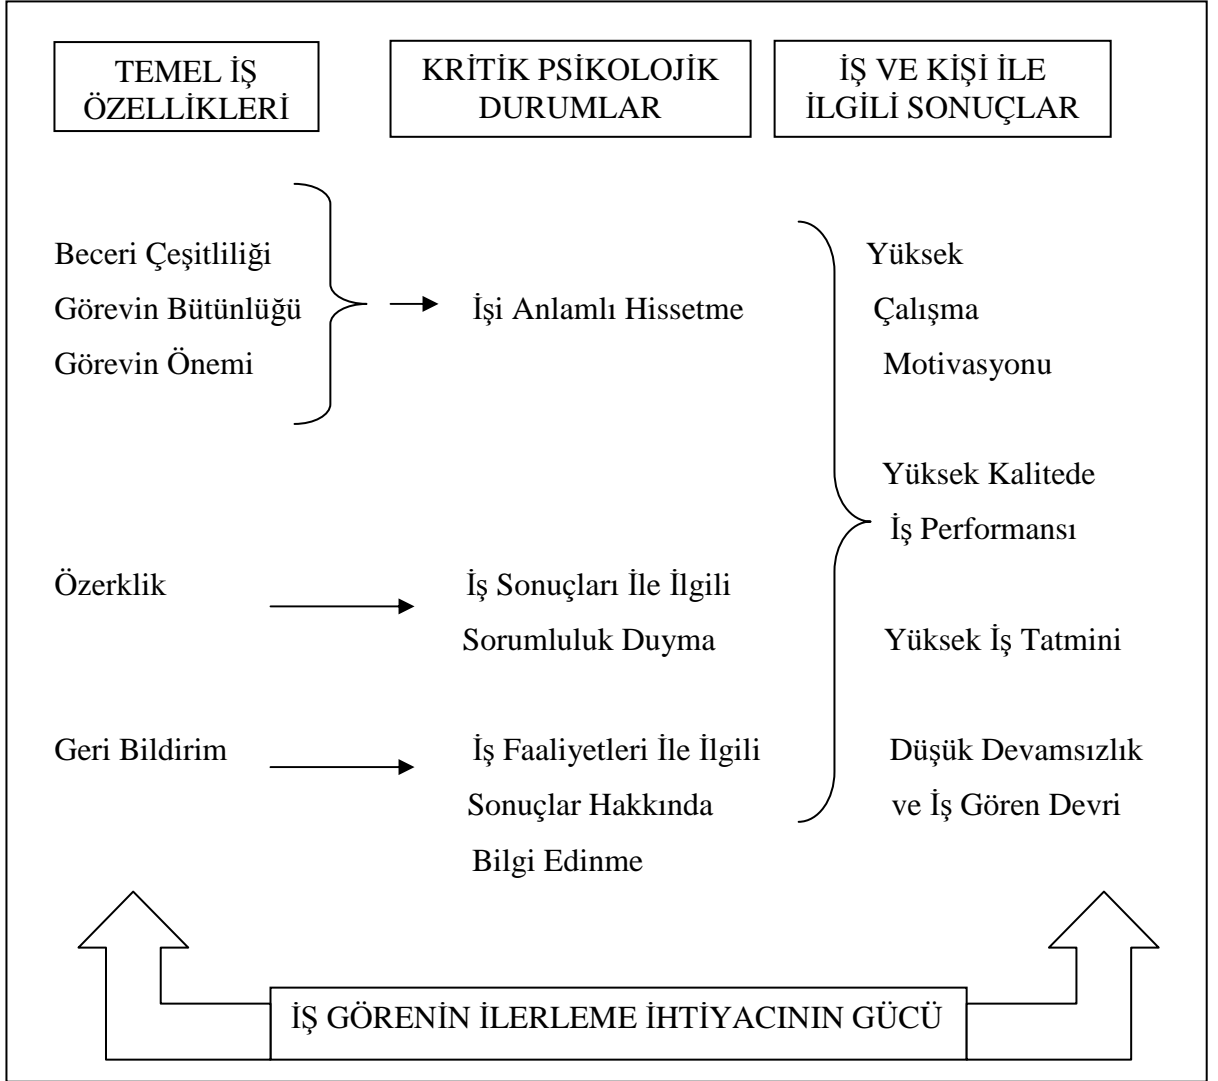 TEMEL İŞ
ÖZELLİKLERİ
KRİTİK PSİKOLOJİK
DURUMLAR
İŞ VE KİŞİ İLE
İLGİLİ SONUÇLAR
Beceri Çeşitliliği
Görevin Bütünlüğü
Görevin Önemi
İşi Anlamlı Hissetme
Yüksek
Çalışma
Motivasyonu
Yüksek Kalitede
İş Performansı
Özerklik
İş Sonuçları İle İlgili
Sorumluluk Duyma
Yüksek İş Tatmini
Geri Bildirim
İş Faaliyetleri İle İlgili
Sonuçlar Hakkında
Bilgi Edinme
Düşük Devamsızlık
ve İş Gören Devri
İŞ GÖRENİN İLERLEME İHTİYACININ GÜCÜ